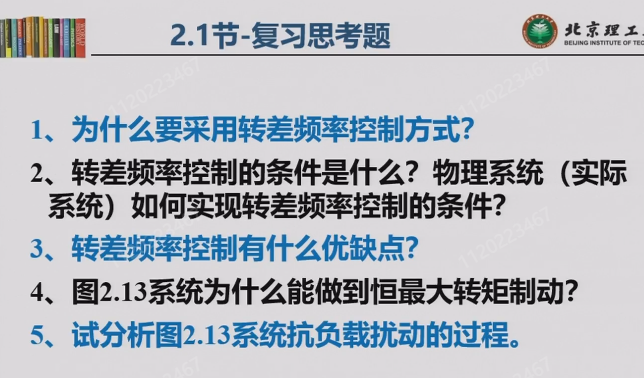 2.1节-复习思考题
北京理工
BEIJING INSTITUTE OF TEC
1、为什么要采用转差频率控制方式？
2、转差频率控制的条件是什么？物理系统（实际
系统）如何实现转差频率控制的条件？
3、转差频率控制有什么优缺点？
4、图2.13系统为什么能做到恒最大转矩制动？
5、试分析图2.13系统抗负载扰动的过程。
1120223467
1120223467
1120223467